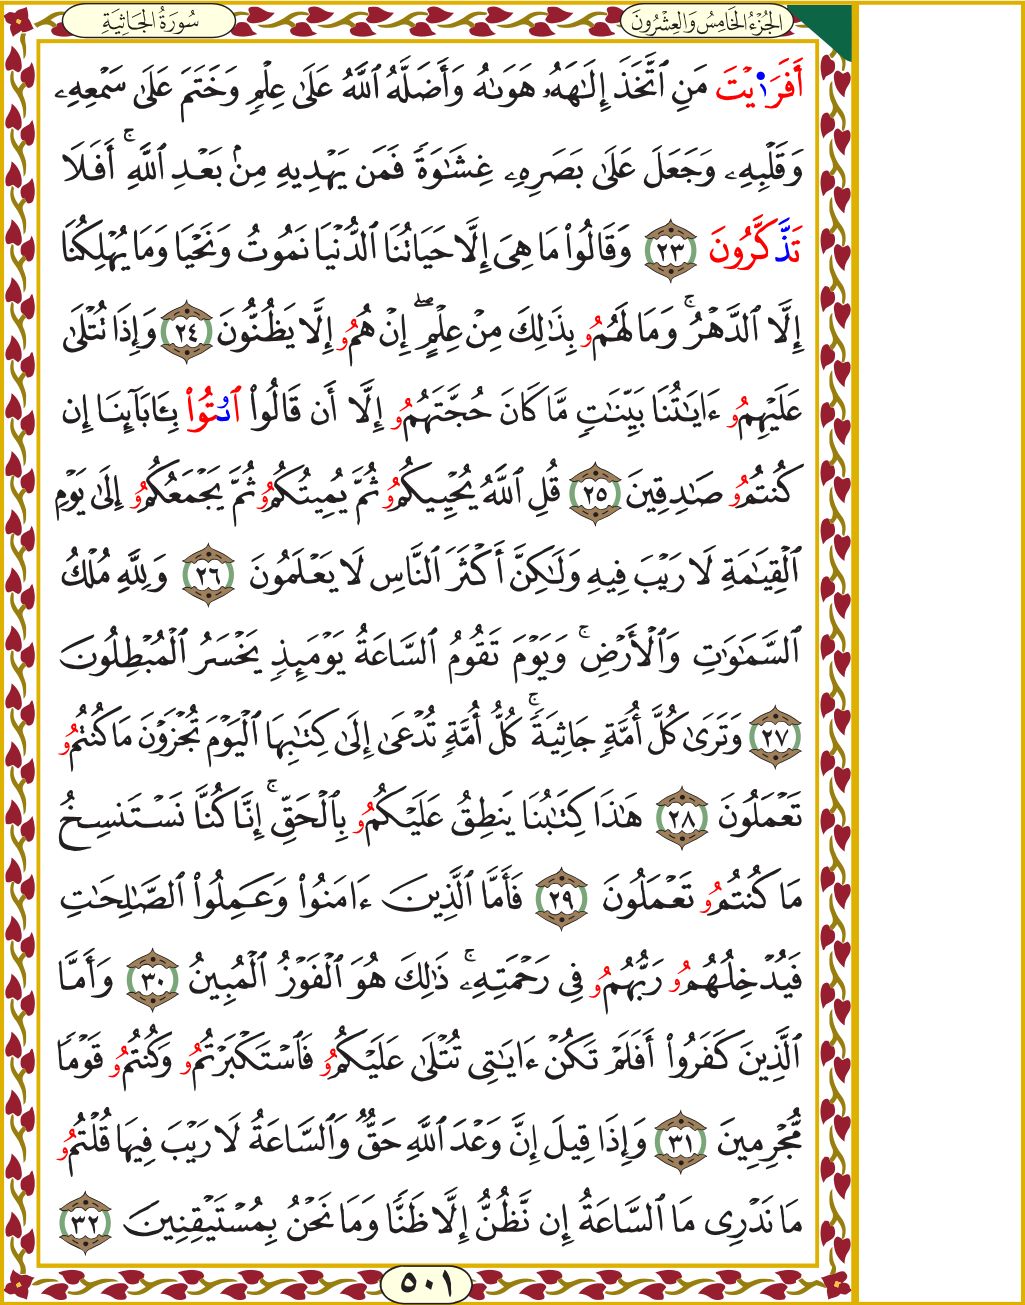 الجُزْءُ الخَامِسُ وَالعِشْرُونَ
سُورَةُ الجَاثِيَةِ
أَفَرَٰ۬يْتَ مَنِ ٱتَّخَذَ إِلَٰهَهُۥ هَوَىٰهُ وَأَضَلَّهُ ٱللَّهُ عَلَىٰ عِلْمٖ وَخَتَمَ عَلَىٰ سَمْعِهِۦ
وَقَلْبِهِۦ وَجَعَلَ عَلَىٰ بَصَرِهِۦ غِشَٰوَةٗ فَمَن يَهْدِيهِ مِنۢ بَعْدِ ٱللَّهِۚ أَفَلَا
تَذَّكَّرُونَ ٢٣ وَقَالُواْ مَا هِيَ إِلَّا حَيَاتُنَا ٱلدُّنْيَا نَمُوتُ وَنَحْيَا وَمَا يُهْلِكُنَا
إِلَّا ٱلدَّهْرُۚ وَمَا لَهُمُۥ بِذَٰلِكَ مِنْ عِلْمٍۖ إِنْ هُمُۥ إِلَّا يَظُنُّونَ ٢٤ وَإِذَا تُتْلَىٰ
عَلَيْهِمُۥ ءَايَٰتُنَا بَيِّنَٰتٖ مَّا كَانَ حُجَّتَهُمُۥ إِلَّا أَن قَالُواْ ٱئْتُواْ بِـَٔابَآئِنَا إِن
كُنتُمُۥ صَٰدِقِينَ ٢٥ قُلِ ٱللَّهُ يُحْيِيكُمُۥ ثُمَّ يُمِيتُكُمُۥ ثُمَّ يَجْمَعُكُمُۥ إِلَىٰ يَوْمِ
ٱلْقِيَٰمَةِ لَا رَيْبَ فِيهِ وَلَٰكِنَّ أَكْثَرَ ٱلنَّاسِ لَا يَعْلَمُونَ ٢٦ وَلِلَّهِ مُلْكُ
ٱلسَّمَٰوَٰتِ وَٱلْأَرْضِۚ وَيَوْمَ تَقُومُ ٱلسَّاعَةُ يَوْمَئِذٖ يَخْسَرُ ٱلْمُبْطِلُونَ
٢٧ وَتَرَىٰ كُلَّ أُمَّةٖ جَاثِيَةٗۚ كُلُّ أُمَّةٖ تُدْعَىٰ إِلَىٰ كِتَٰبِهَا ٱلْيَوْمَ تُجْزَوْنَ مَا كُنتُمُۥ
تَعْمَلُونَ ٢٨ هَٰذَا كِتَٰبُنَا يَنطِقُ عَلَيْكُمُۥ بِٱلْحَقِّۚ إِنَّا كُنَّا نَسْتَنسِخُ
مَا كُنتُمُۥ تَعْمَلُونَ ٢٩ فَأَمَّا ٱلَّذِينَ ءَامَنُواْ وَعَمِلُواْ ٱلصَّٰلِحَٰتِ
فَيُدْخِلُهُمُۥ رَبُّهُمُۥ فِي رَحْمَتِهِۦۚ ذَٰلِكَ هُوَ ٱلْفَوْزُ ٱلْمُبِينُ ٣٠ وَأَمَّا
ٱلَّذِينَ كَفَرُواْ أَفَلَمْ تَكُنْ ءَايَٰتِي تُتْلَىٰ عَلَيْكُمُۥ فَٱسْتَكْبَرْتُمُۥ وَكُنتُمُۥ قَوْمٗا
مُّجْرِمِينَ ٣١ وَإِذَا قِيلَ إِنَّ وَعْدَ ٱللَّهِ حَقّٞ وَٱلسَّاعَةُ لَا رَيْبَ فِيهَا قُلْتُمُۥ
مَا نَدْرِي مَا ٱلسَّاعَةُ إِن نَّظُنُّ إِلَّا ظَنّٗا وَمَا نَحْنُ بِمُسْتَيْقِنِينَ ٣٢
٥٠١